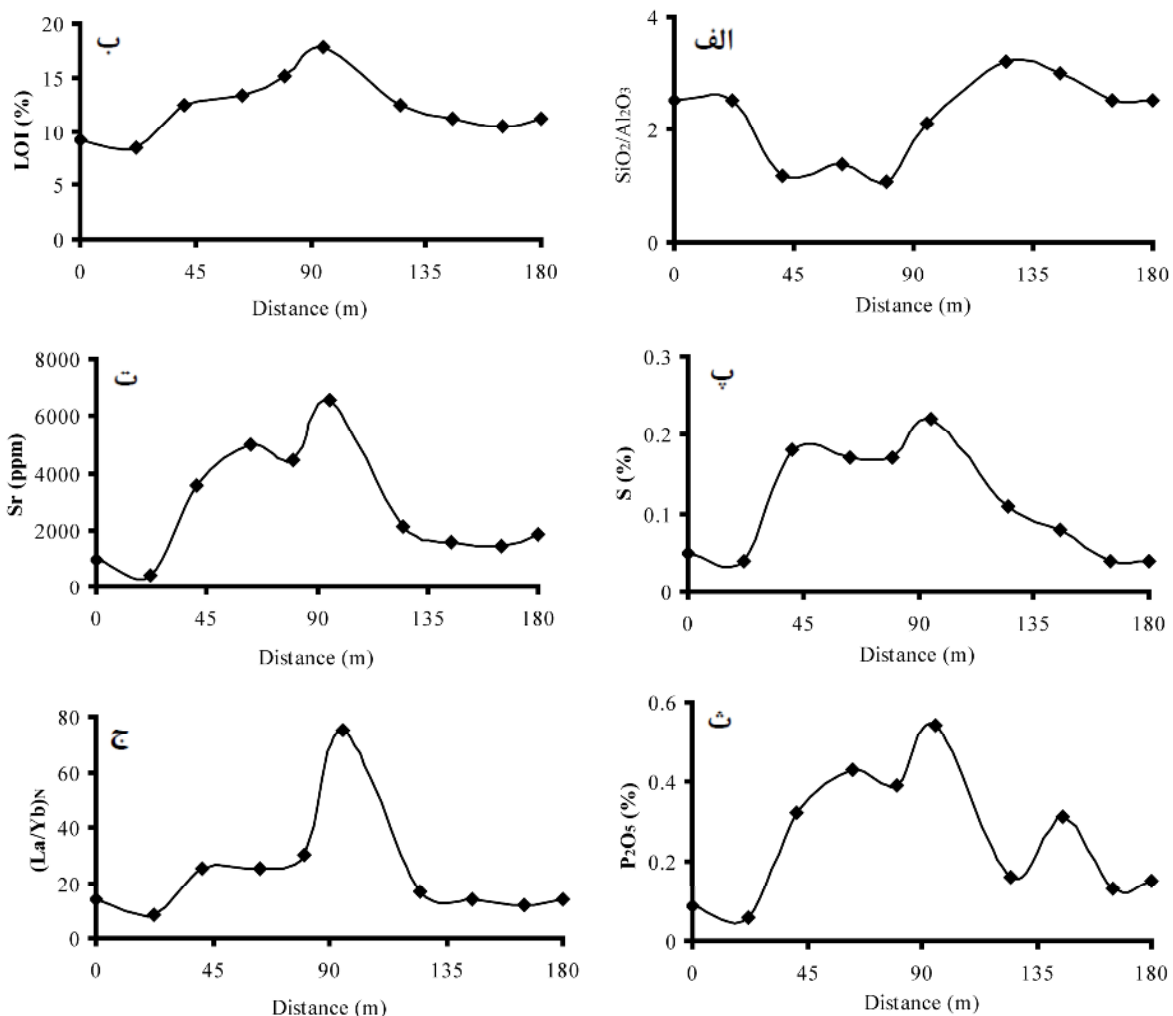 الف
SiO₂/Al₂O₃
4
2
0
0 45 90 135 180
Distance (m)
ب
LOI (%)
20
15
10
5
0
0 45 90 135 180
Distance (m)
پ
S (%)
0.3
0.2
0.1
0
0 45 90 135 180
Distance (m)
ت
Sr (ppm)
8000
6000
4000
2000
0
0 45 90 135 180
Distance (m)
ث
P₂O₅ (%)
0.6
0.4
0.2
0
0 45 90 135 180
Distance (m)
ج
(La/Yb)N
80
60
40
20
0
0 45 90 135 180
Distance (m)